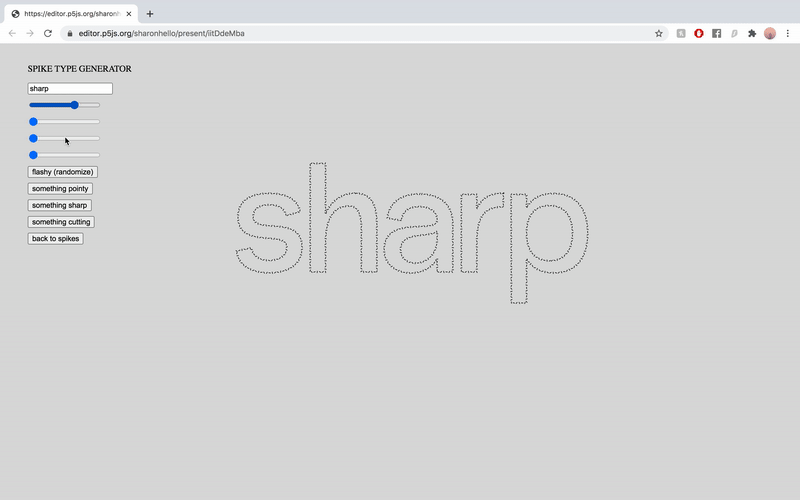 https://editor.p5js.org/sharonh
editor.p5js.org/sharonhello/present/iitDdeMba
SPIKE TYPE GENERATOR
sharp
flashy (randomize)
something pointy
something sharp
something cutting
back to spikes
sharp